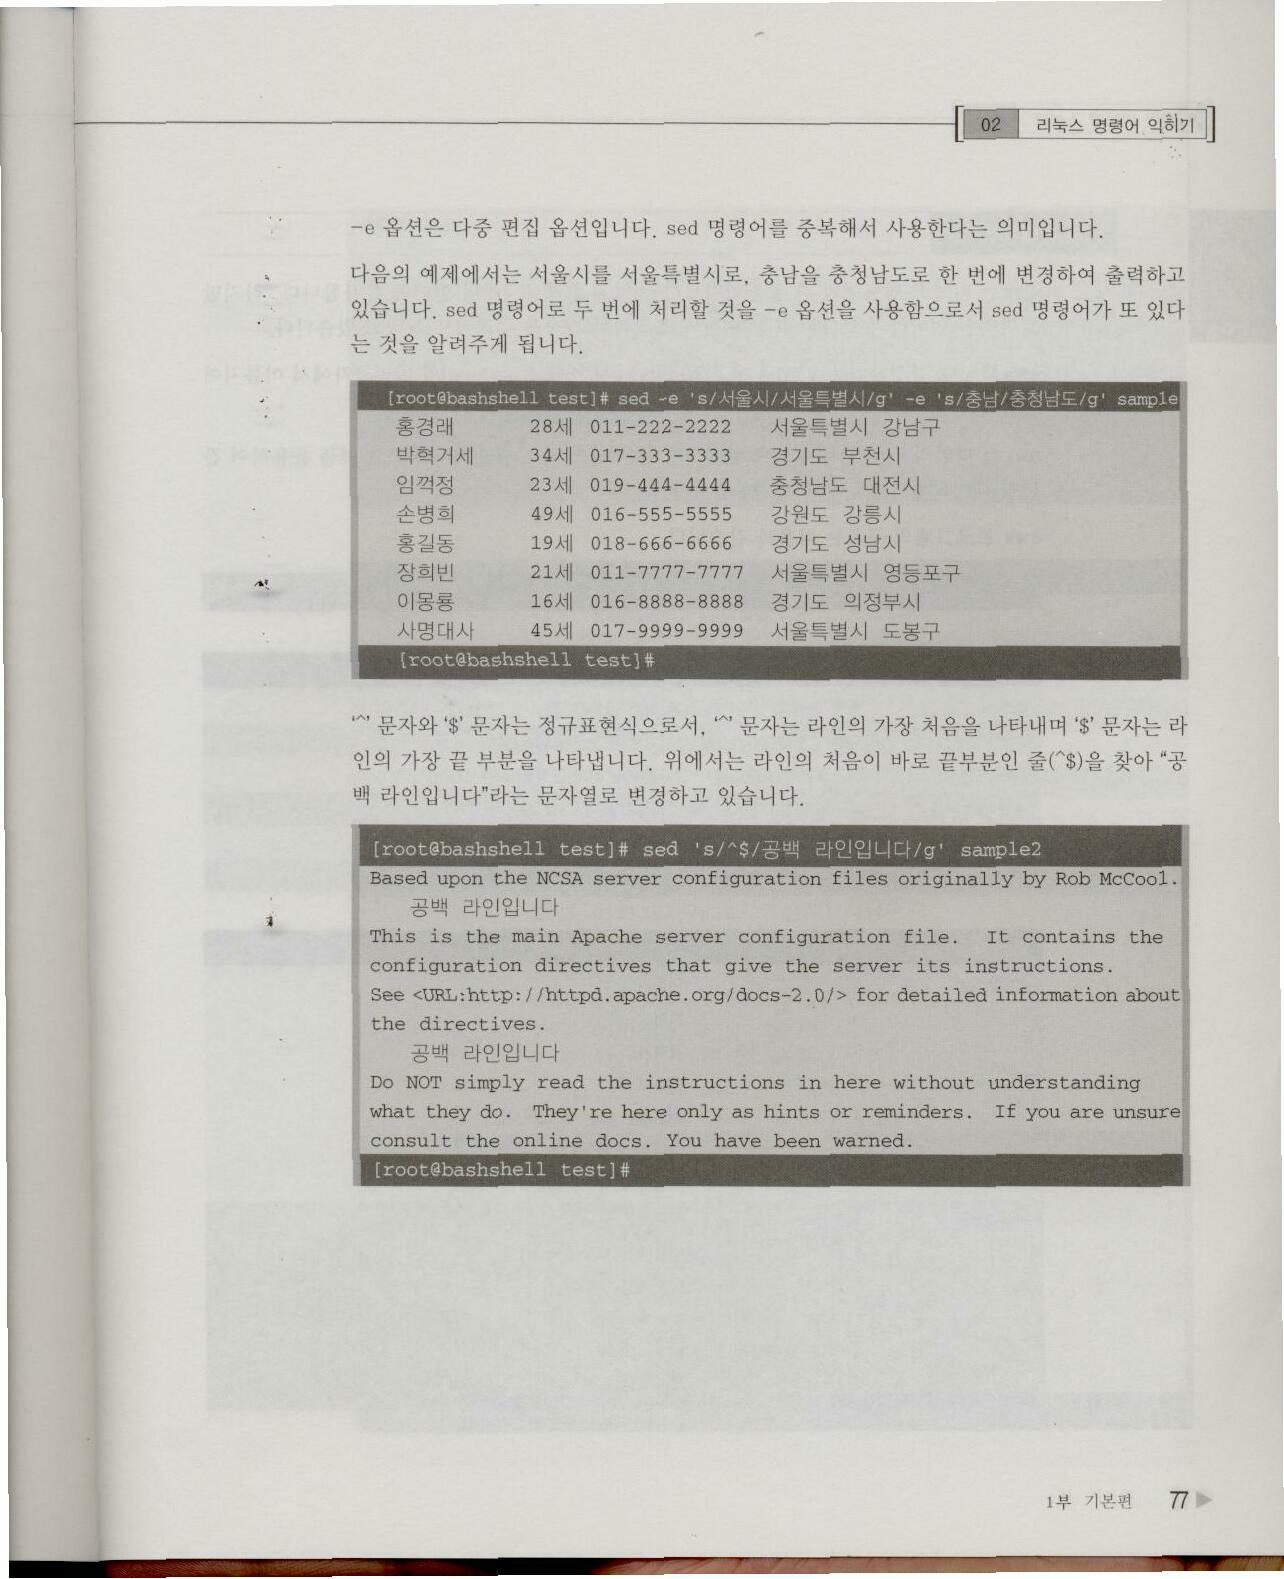 02 리눅스 명령어 익히기
-e 옵션은 다중 편집 옵션입니다. sed 명령어를 중복해서 사용한다는 의미입니다.
다음의 예제에서는 서울시를 서울특별시로, 충남을 충청남도로 한 번에 변경하여 출력하고
있습니다. sed 명령어로 두 번에 처리할 것을 -e 옵션을 사용함으로서 sed 명령어가 또 있다
는 것을 알려주게 됩니다.
[root@bashshell test]# sed -e 's/서울시/서울특별시/g' -e 's/충남/충청남도/g' sample
홍경래 28세 011-222-2222 서울특별시 강남구
박혁거세 34세 017-333-3333 경기도 부천시
임꺽정 23세 019-444-4444 충청남도 대전시
손병희 49세 016-555-5555 강원도 강릉시
홍길동 19세 018-666-6666 경기도 성남시
장희빈 21세 011-7777-7777 서울특별시 영등포구
이몽룡 16세 016-8888-8888 경기도 의정부시
사명대사 45세 017-9999-9999 서울특별시 도봉구
[root@bashshell test]#
‘^’ 문자와 ‘$’ 문자는 정규표현식으로서, ‘^’ 문자는 라인의 가장 처음을 나타내며 ‘$’ 문자는 라
인의 가장 끝 부분을 나타냅니다. 위에서는 라인의 처음이 바로 끝부분인 줄(^$)을 찾아 “공
백 라인입니다”라는 문자열로 변경하고 있습니다.
[root@bashshell test]# sed 's/^$/공백 라인입니다/g' sample2
Based upon the NCSA server configuration files originally by Rob McCool.
공백 라인입니다
This is the main Apache server configuration file. It contains the
configuration directives that give the server its instructions.
See <URL:http://httpd.apache.org/docs-2.0/> for detailed information about
the directives.
공백 라인입니다
Do NOT simply read the instructions in here without understanding
what they do. They're here only as hints or reminders. If you are unsure
consult the online docs. You have been warned.
[root@bashshell test]#
1부 기본편 77